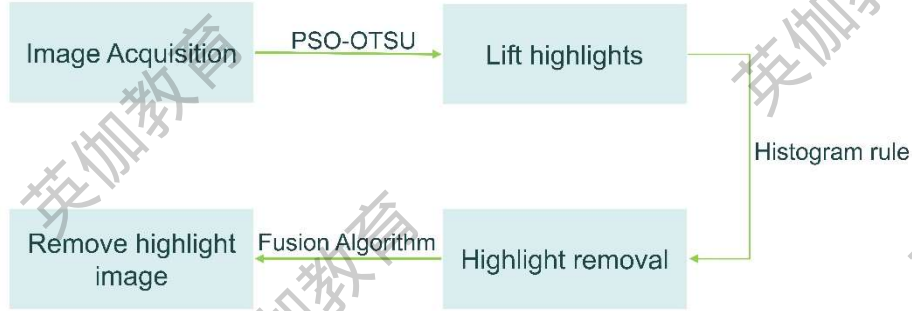 Image Acquisition
PSO-OTSU
Lift highlights
Histogram rule
Remove highlight
image
Fusion Algorithm
Highlight removal
英伽教育
英伽教育
英伽教育